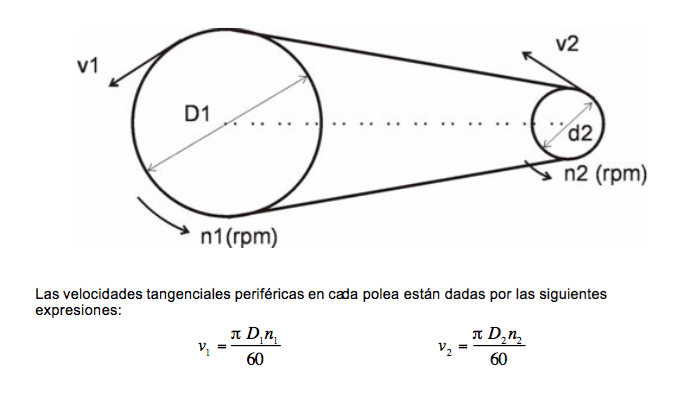 v1
v2
D1
d2
n2 (rpm)
n1(rpm)
Las velocidades tangenciales periféricas en cada polea están dadas por las siguientes
expresiones:
v₁ = π D₁n₁ / 60
v₂ = π D₂n₂ / 60